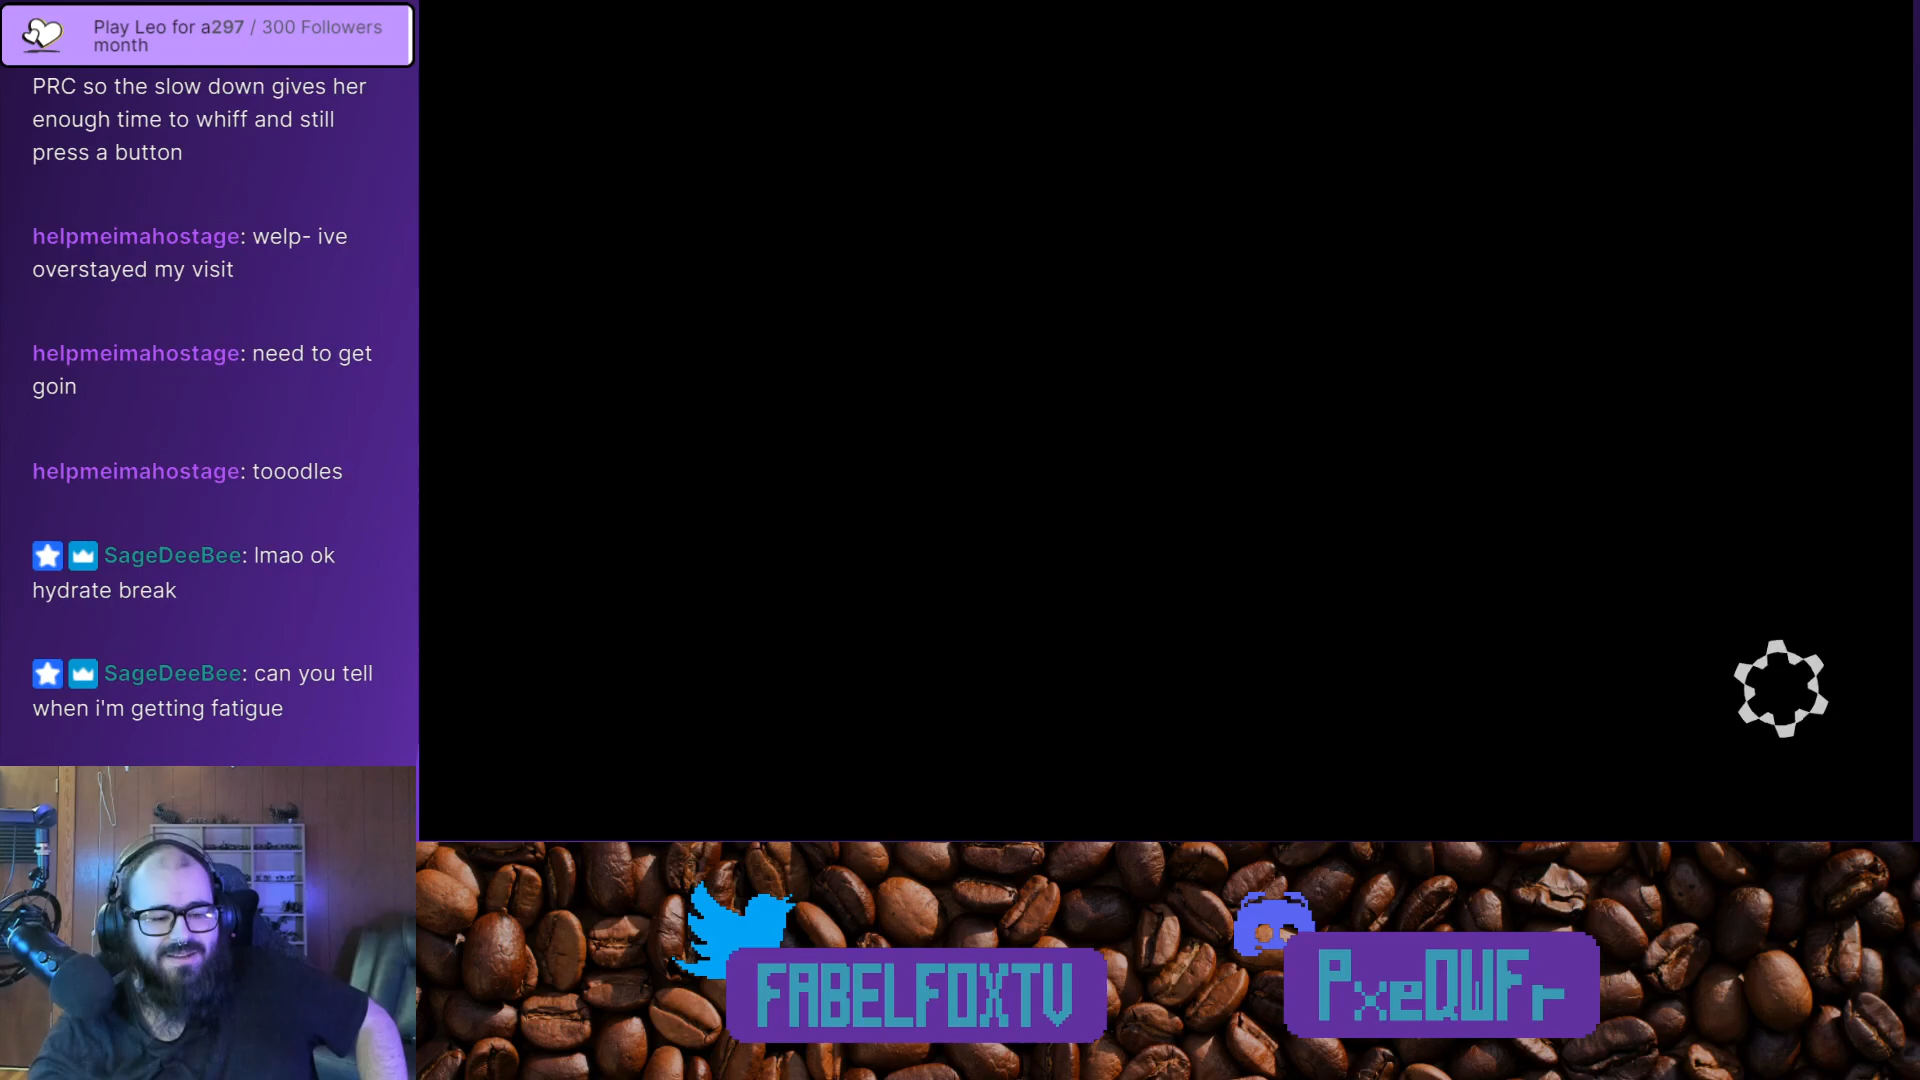 Play Leo for a297 / 300 Followers
month
PRC so the slow down gives her
enough time to whiff and still
press a button
helpmeimahostage: welp- ive
overstayed my visit
helpmeimahostage: need to get
goin
helpmeimahostage: tooodles
SageDeeBee: lmao ok
hydrate break
SageDeeBee: can you tell
when i'm getting fatigue
FABELFOXTV
PxeQWFr